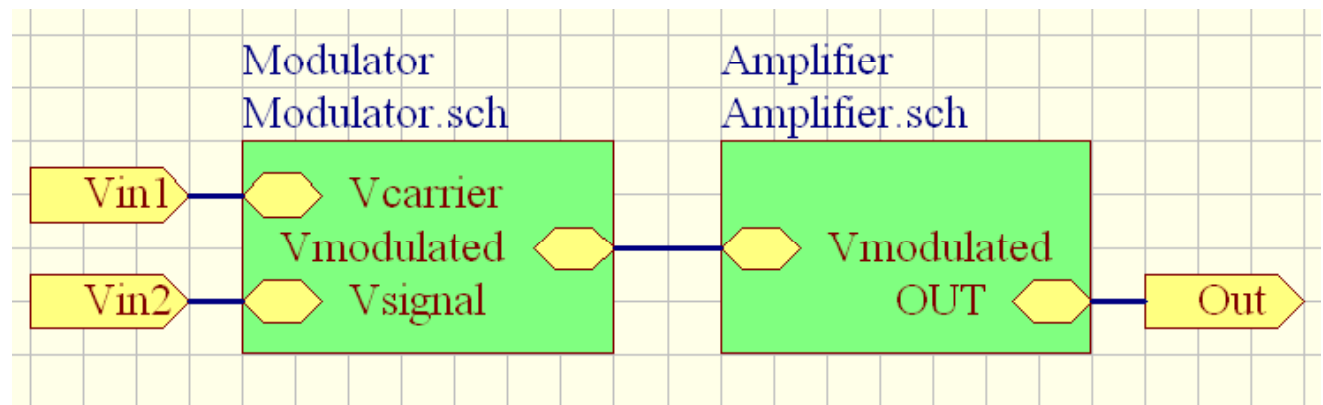 Modulator
Modulator.sch
Amplifier
Amplifier.sch
Vin1
Vcarrier
Vmodulated
Vmodulated
Vin2
Vsignal
OUT
Out